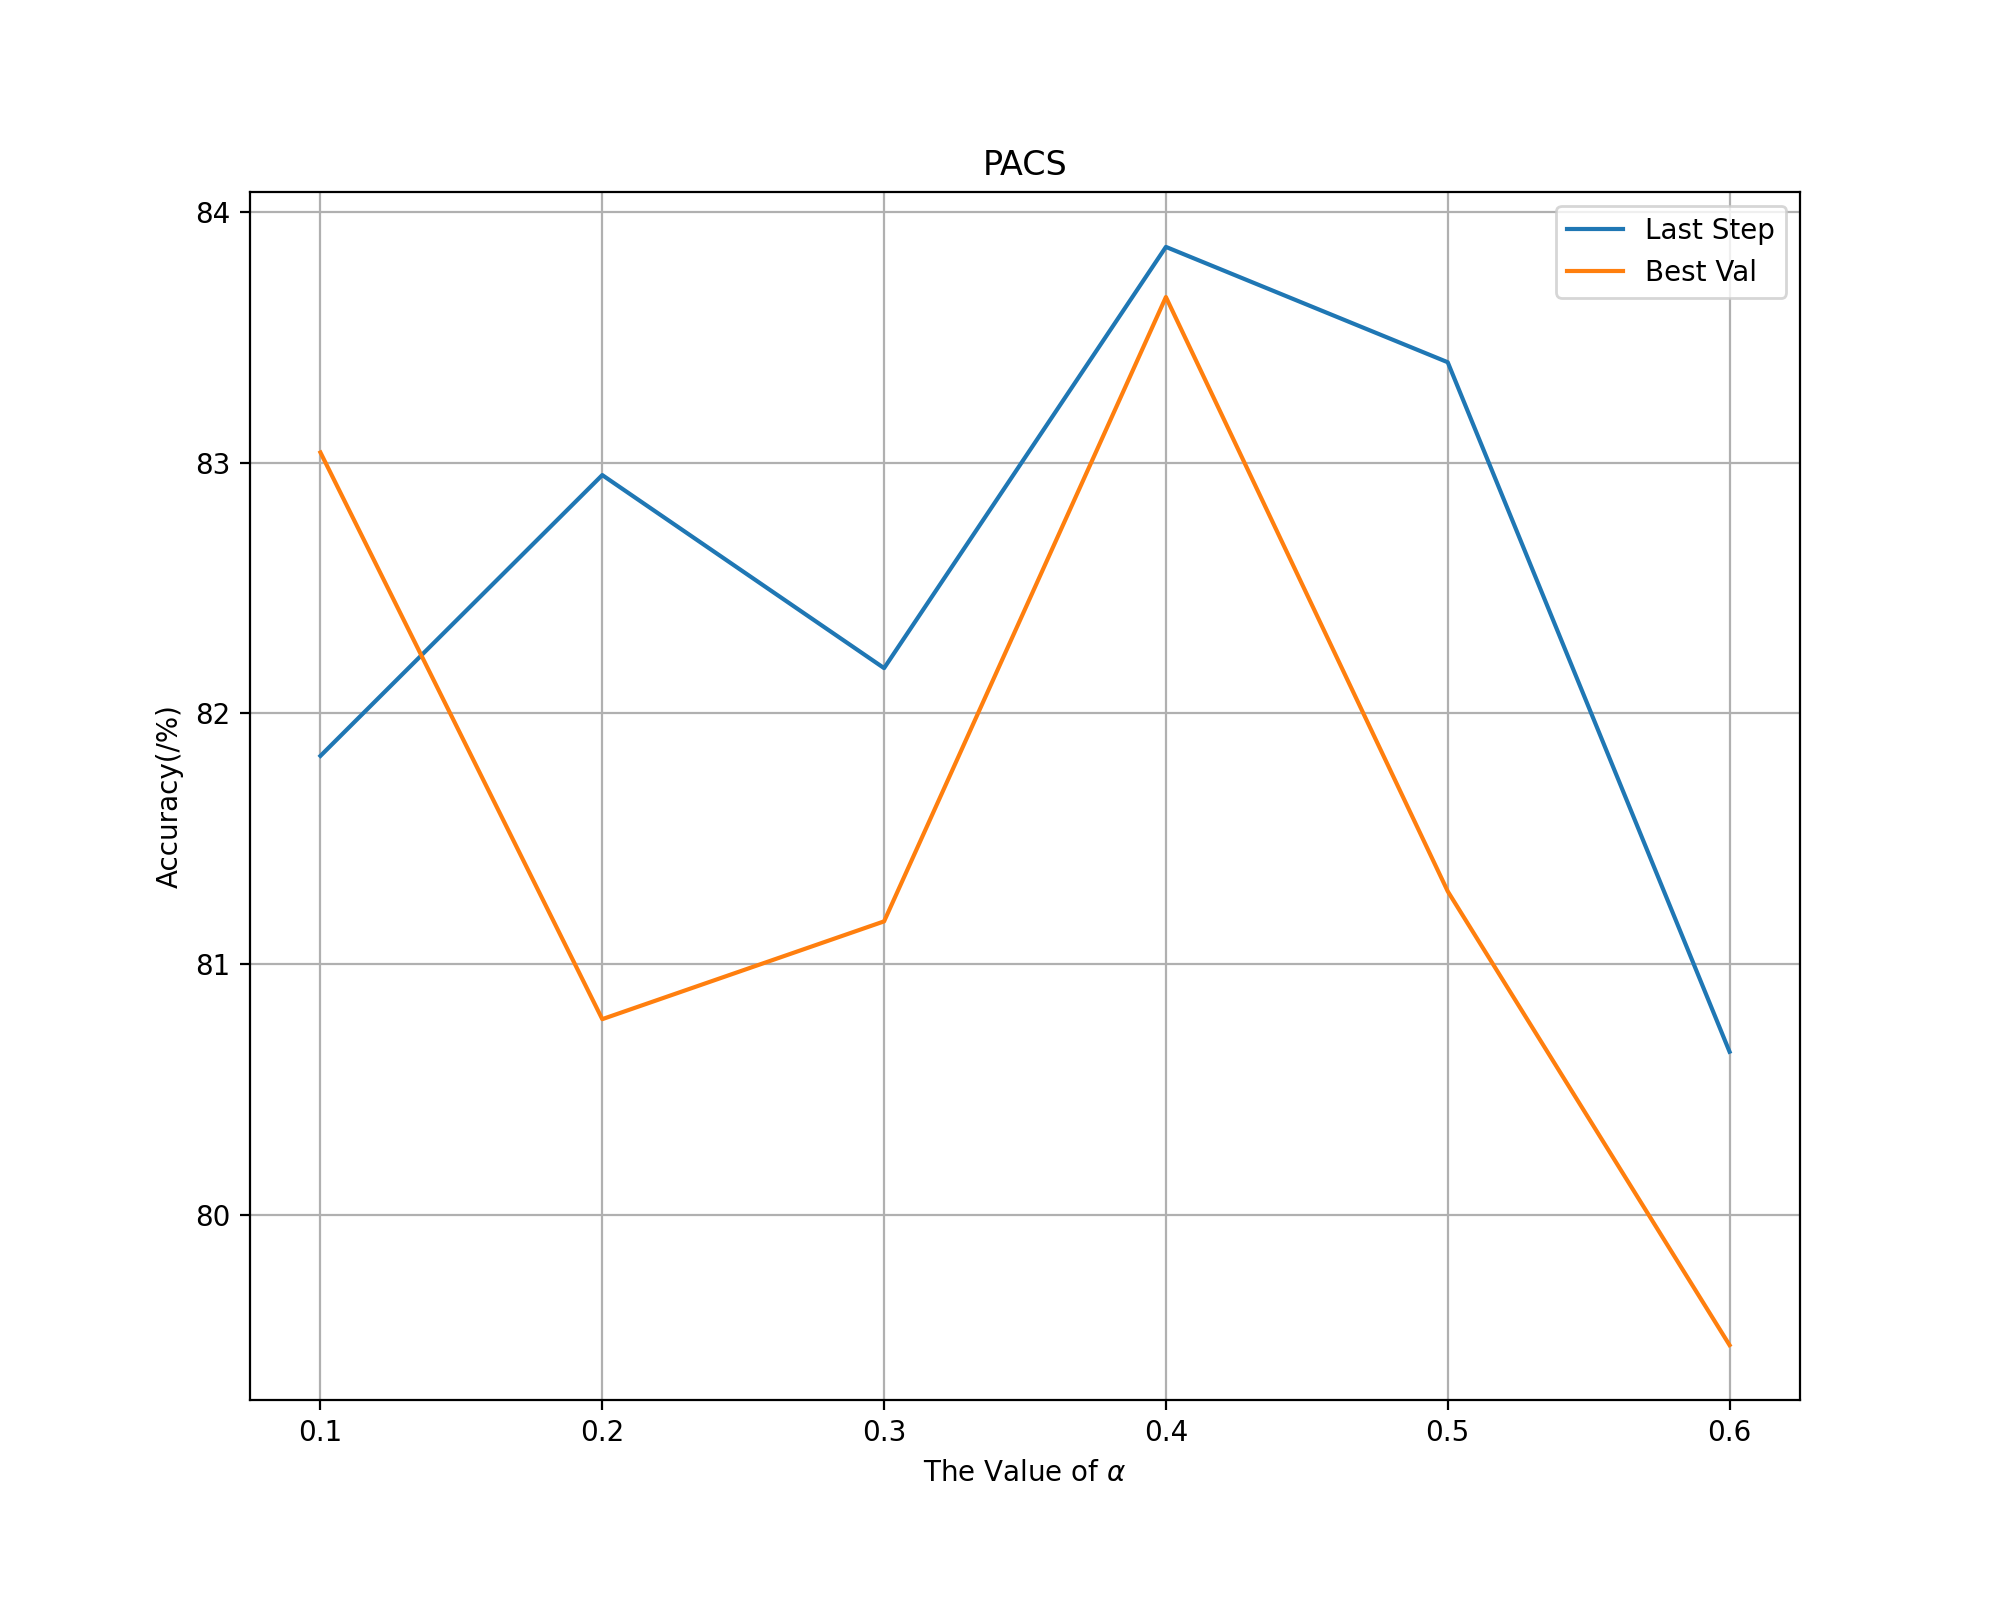 PACS
Last Step
Best Val
84
83
82
81
80
Accuracy(/%)
0.1 0.2 0.3 0.4 0.5 0.6
The Value of α